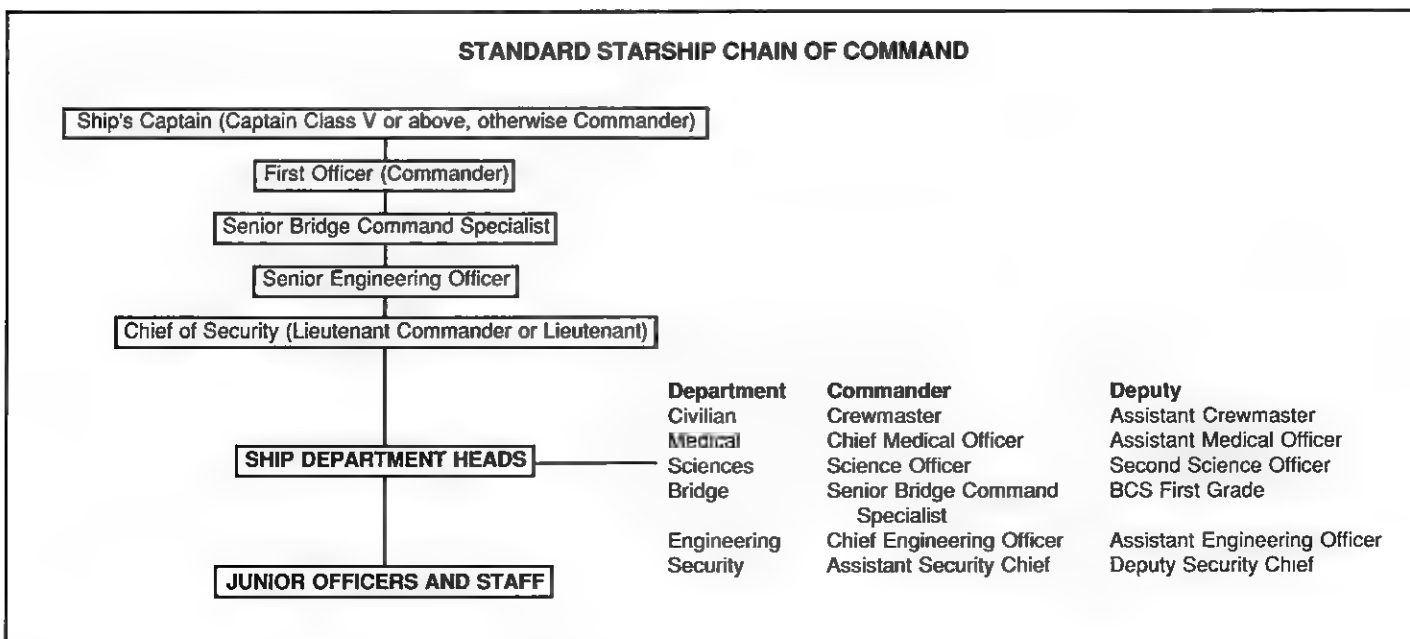 STANDARD STARSHIP CHAIN OF COMMAND
Ship's Captain (Captain Class V or above, otherwise Commander)
First Officer (Commander)
Senior Bridge Command Specialist
Senior Engineering Officer
Chief of Security (Lieutenant Commander or Lieutenant)
SHIP DEPARTMENT HEADS
Department Commander Deputy
Civilian Crewmaster Assistant Crewmaster
Medical Chief Medical Officer Assistant Medical Officer
Sciences Science Officer Second Science Officer
Bridge Senior Bridge Command BCS First Grade
Specialist
Engineering Chief Engineering Officer Assistant Engineering Officer
Security Assistant Security Chief Deputy Security Chief
JUNIOR OFFICERS AND STAFF